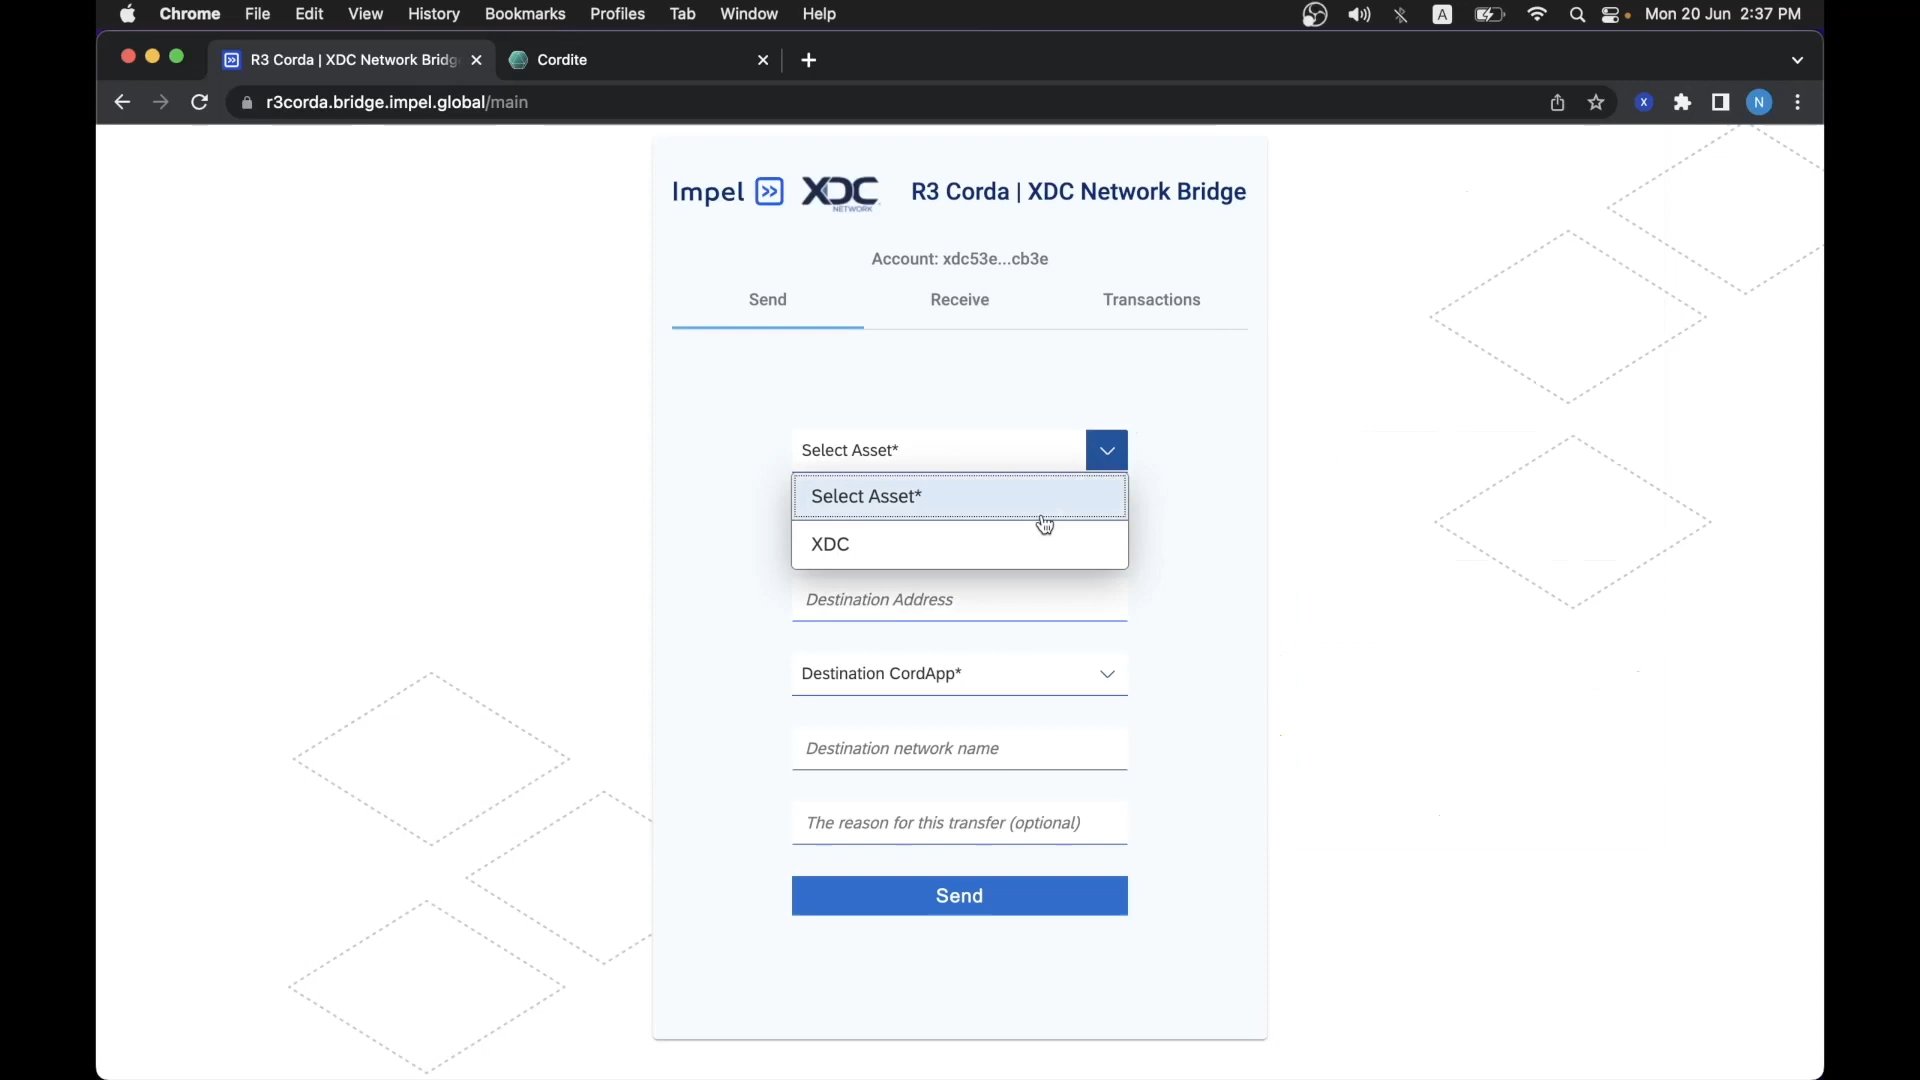 Chrome File Edit View History Bookmarks Profiles Tab Window Help A Mon 20 Jun 2:37 PM
R3 Corda | XDC Network Bridg Cordite
r3corda.bridge.impel.global/main X N
Impel XDC NETWORK R3 Corda | XDC Network Bridge
Account: xdc53e...cb3e
Send Receive Transactions
Select Asset*
Select Asset*
XDC
Destination Address
Destination CordApp*
Destination network name
The reason for this transfer (optional)
Send